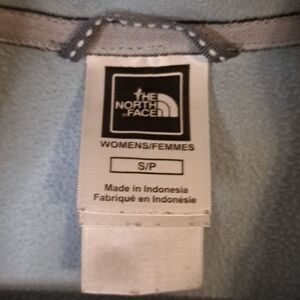 THE
NORTH
FACE
WOMENS/FEMMES
S/P
Made in Indonesia
Fabriqué en Indonésie